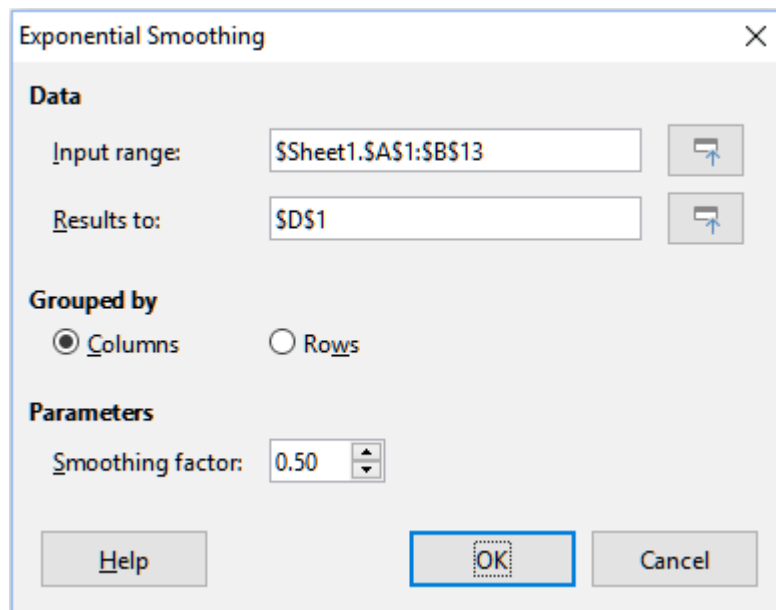 Exponential Smoothing
Data
Input range: $Sheet1.$A$1:$B$13
Results to: $D$1
Grouped by
Columns Rows
Parameters
Smoothing factor: 0.50
Help OK Cancel